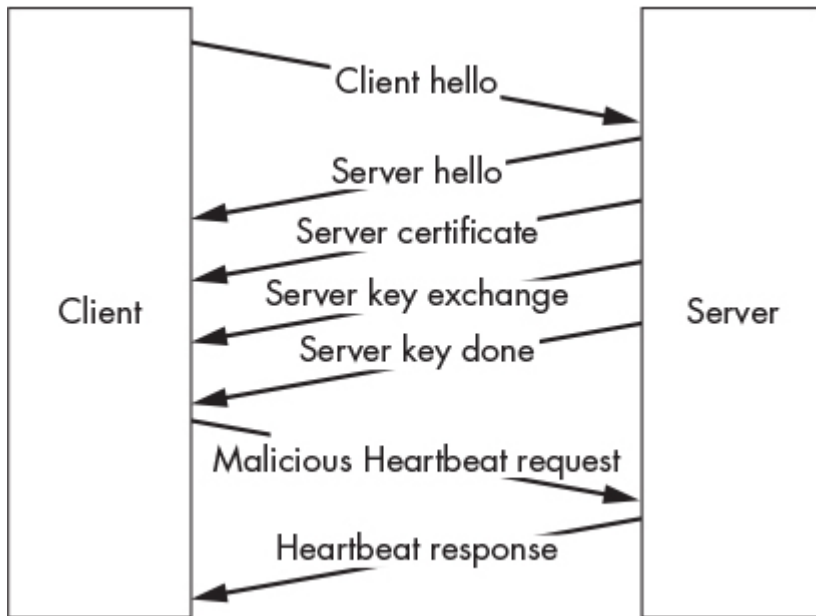 Client hello
Server hello
Server certificate
Server key exchange
Server key done
Malicious Heartbeat request
Heartbeat response
Client
Server